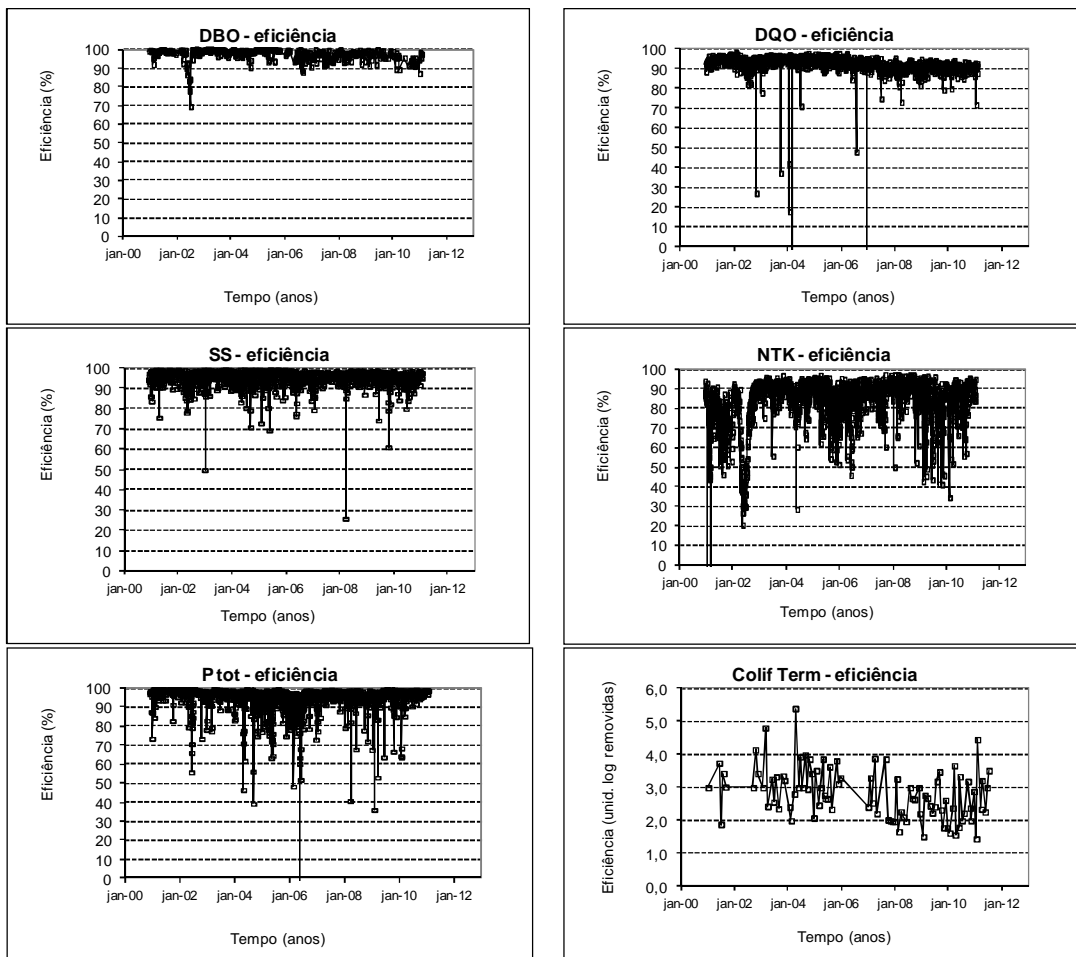 DBO - eficiência
Eficiência (%)
100
90
80
70
60
50
40
30
20
10
0
jan-00 jan-02 jan-04 jan-06 jan-08 jan-10 jan-12
Tempo (anos)
DQO - eficiência
Eficiência (%)
100
90
80
70
60
50
40
30
20
10
0
jan-00 jan-02 jan-04 jan-06 jan-08 jan-10 jan-12
Tempo (anos)
SS - eficiência
Eficiência (%)
100
90
80
70
60
50
40
30
20
10
0
jan-00 jan-02 jan-04 jan-06 jan-08 jan-10 jan-12
Tempo (anos)
NTK - eficiência
Eficiência (%)
100
90
80
70
60
50
40
30
20
10
0
jan-00 jan-02 jan-04 jan-06 jan-08 jan-10 jan-12
Tempo (anos)
Ptot - eficiência
Eficiência (%)
100
90
80
70
60
50
40
30
20
10
0
jan-00 jan-02 jan-04 jan-06 jan-08 jan-10 jan-12
Tempo (anos)
Colif Term - eficiência
Eficiência (unid. log removidas)
6,0
5,0
4,0
3,0
2,0
1,0
0,0
jan-00 jan-02 jan-04 jan-06 jan-08 jan-10 jan-12
Tempo (anos)